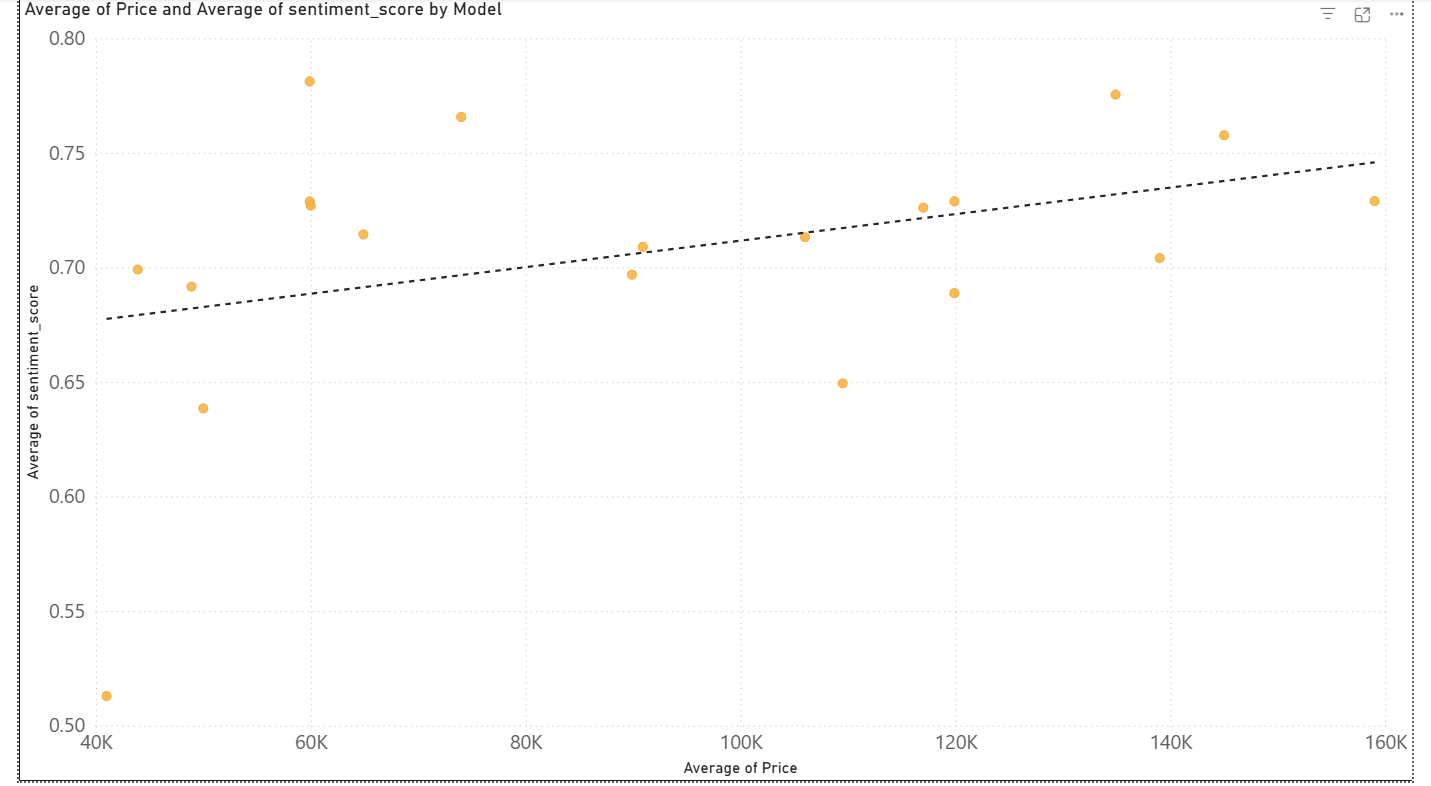 Average of Price and Average of sentiment_score by Model
0.80
0.75
0.70
0.65
0.60
0.55
0.50
Average of sentiment_score
40K 60K 80K 100K 120K 140K 160K
Average of Price